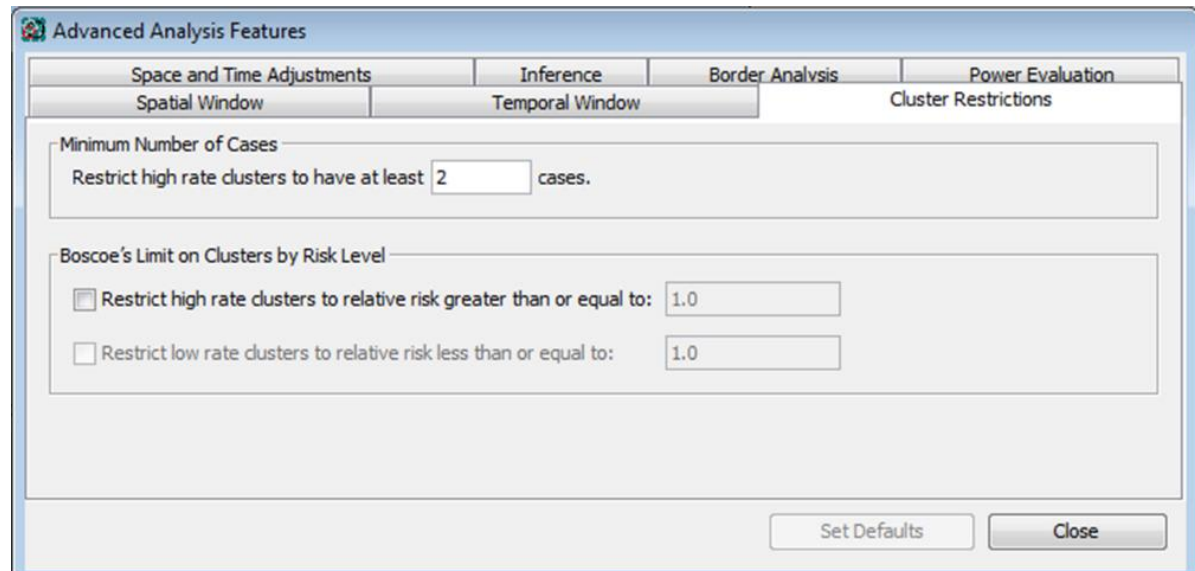 Advanced Analysis Features
Space and Time Adjustments Inference Border Analysis Power Evaluation
Spatial Window Temporal Window Cluster Restrictions
Minimum Number of Cases
Restrict high rate clusters to have at least 2 cases.
Boscoe's Limit on Clusters by Risk Level
Restrict high rate clusters to relative risk greater than or equal to: 1.0
Restrict low rate clusters to relative risk less than or equal to: 1.0
Set Defaults Close